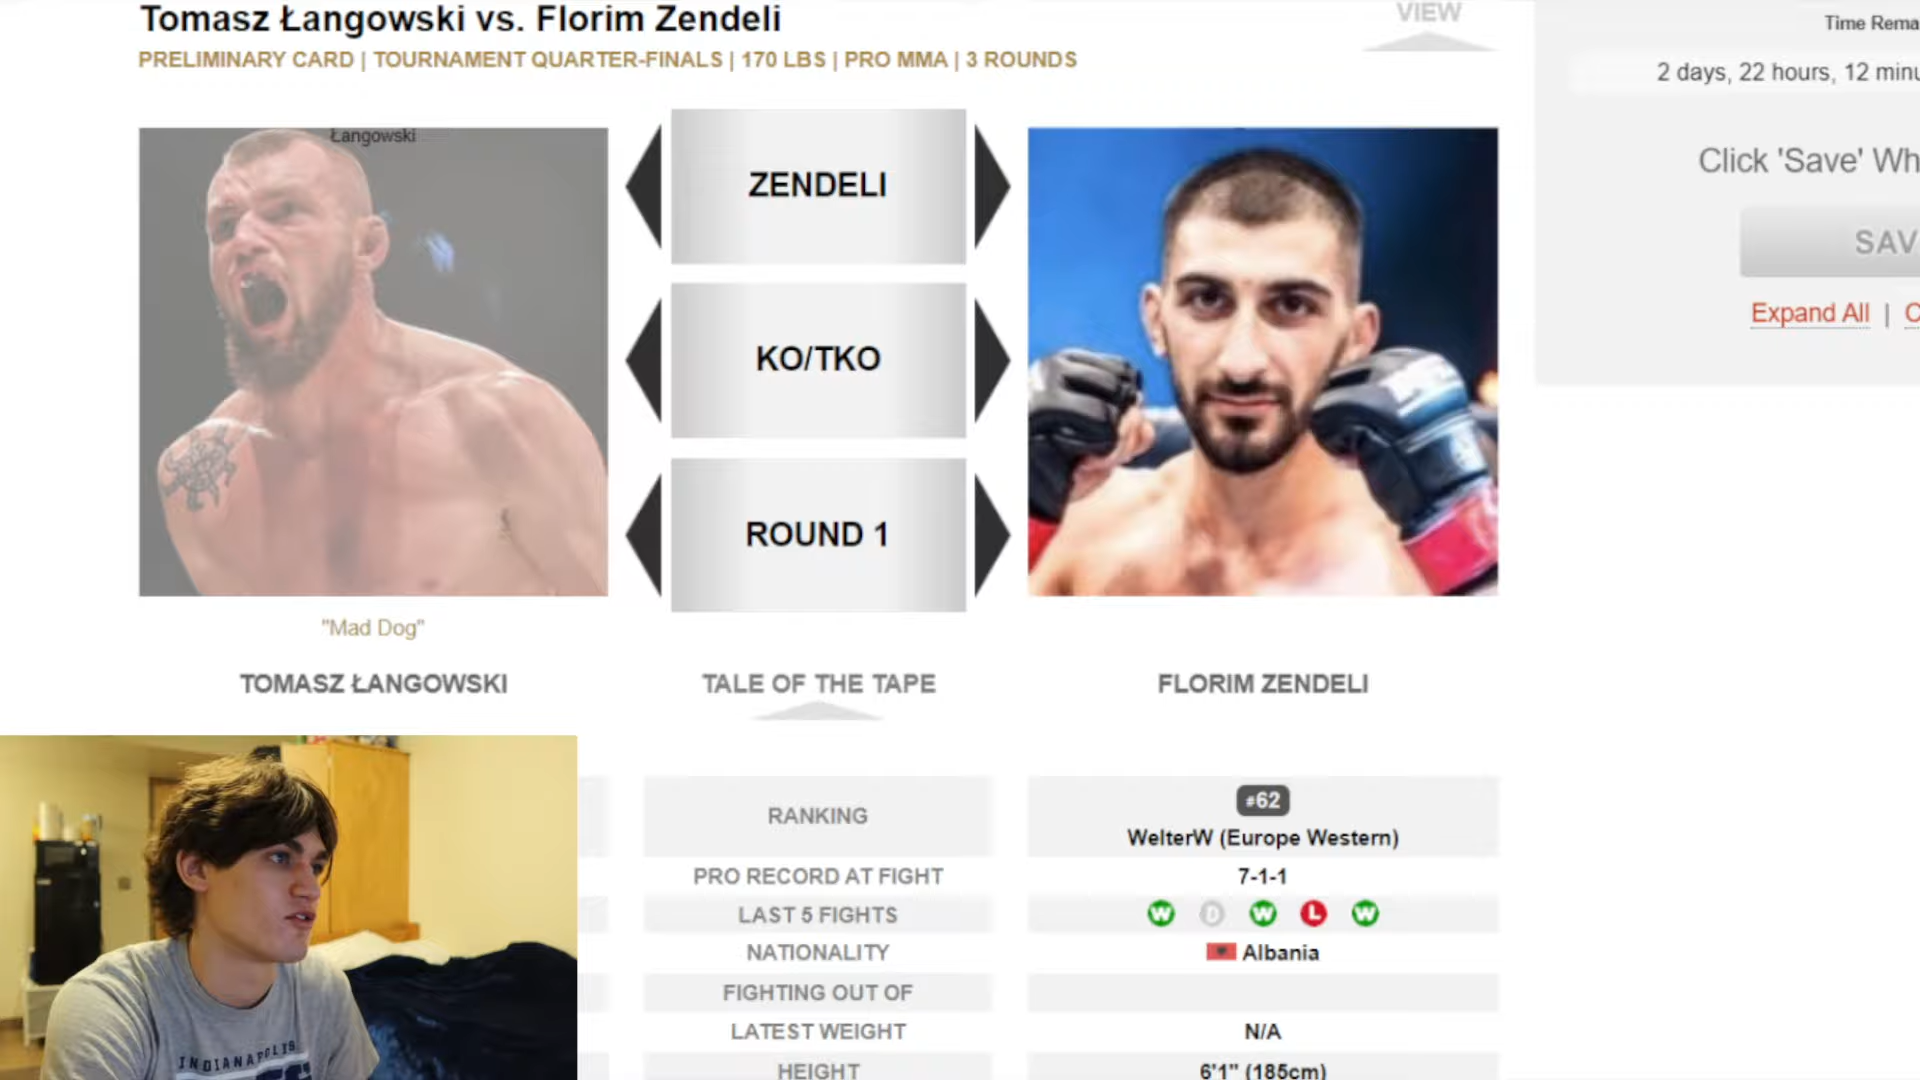 Tomasz Łangowski vs. Florim Zendeli
PRELIMINARY CARD | TOURNAMENT QUARTER-FINALS | 170 LBS | PRO MMA | 3 ROUNDS
VIEW
Time Rema
2 days, 22 hours, 12 minu
Click 'Save' Wh
SAV
Expand All | C
Łangowski
ZENDELI
KO/TKO
ROUND 1
"Mad Dog"
TOMASZ ŁANGOWSKI
TALE OF THE TAPE
FLORIM ZENDELI
RANKING
#62
WelterW (Europe Western)
PRO RECORD AT FIGHT
7-1-1
LAST 5 FIGHTS
W D W L W
NATIONALITY
Albania
FIGHTING OUT OF
LATEST WEIGHT
N/A
HEIGHT
6'1" (185cm)
INDIANAPOLIS